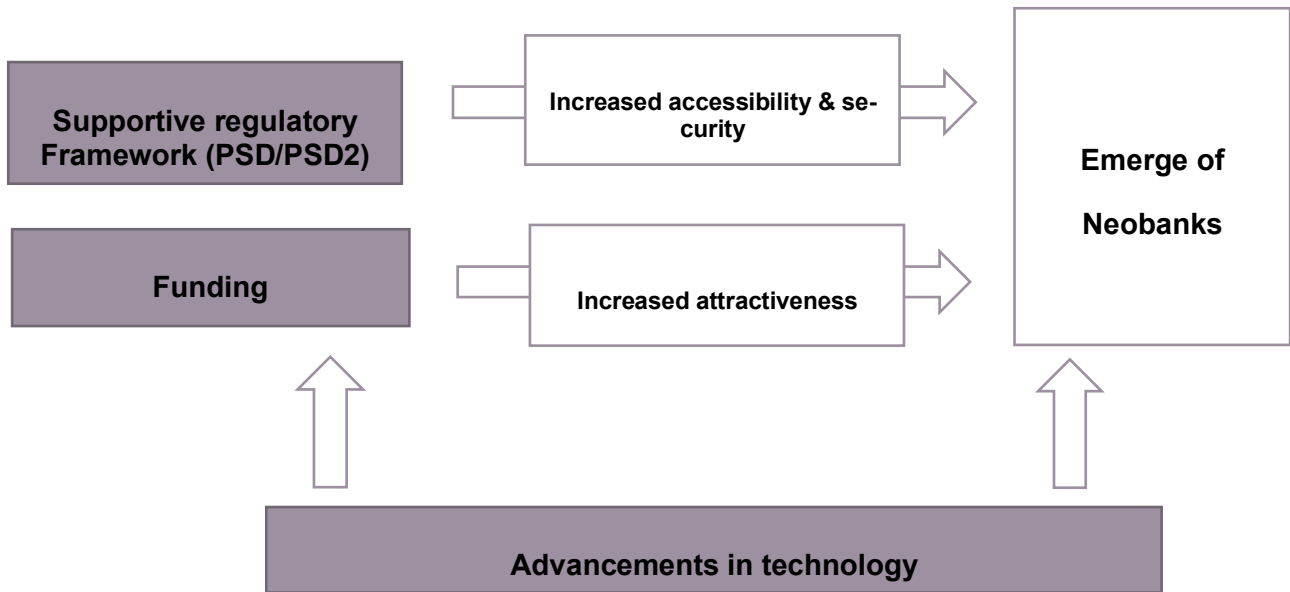 Supportive regulatory
Framework (PSD/PSD2)
Increased accessibility & se-
curity
Emerge of
Neobanks
Funding
Increased attractiveness
Advancements in technology